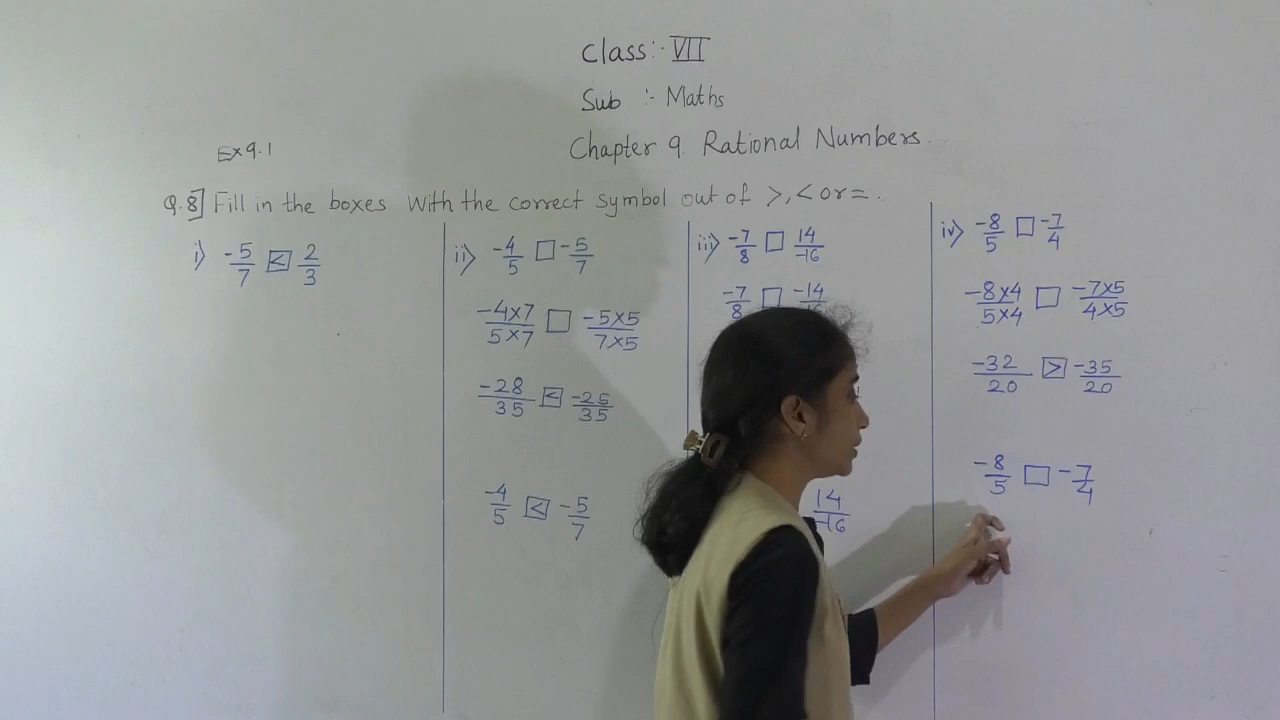 Class:- VII
Sub :- Maths
Chapter 9. Rational Numbers.
Ex 9.1
Q.8] Fill in the boxes with the correct symbol out of >, < or =.
i) -5/7 [<] 2/3
ii) -4/5 □ -5/7
-4×7/5×7 □ -5×5/7×5
-28/35 [<] -25/35
-4/5 [<] -5/7
iii) -7/8 □ 14/-16
-7/8 □ -14/16
14/-16
iv) -8/5 □ -7/4
-8×4/5×4 □ -7×5/4×5
-32/20 [>] -35/20
-8/5 □ -7/4